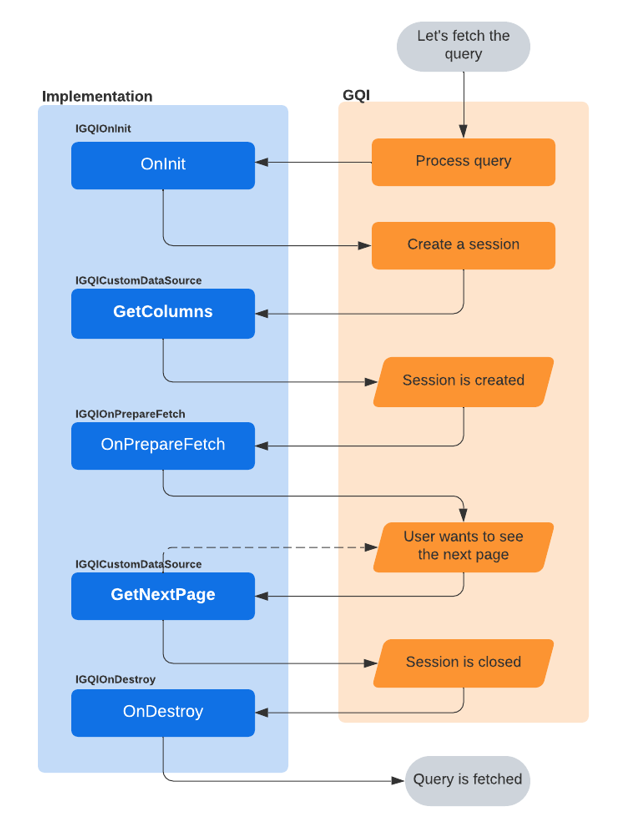 Let's fetch the
query
Implementation
GQI
IGQIOnInit
OnInit
Process query
Create a session
IGQICustomDataSource
GetColumns
Session is created
IGQIOnPrepareFetch
OnPrepareFetch
User wants to see
the next page
IGQICustomDataSource
GetNextPage
Session is closed
IGQIOnDestroy
OnDestroy
Query is fetched